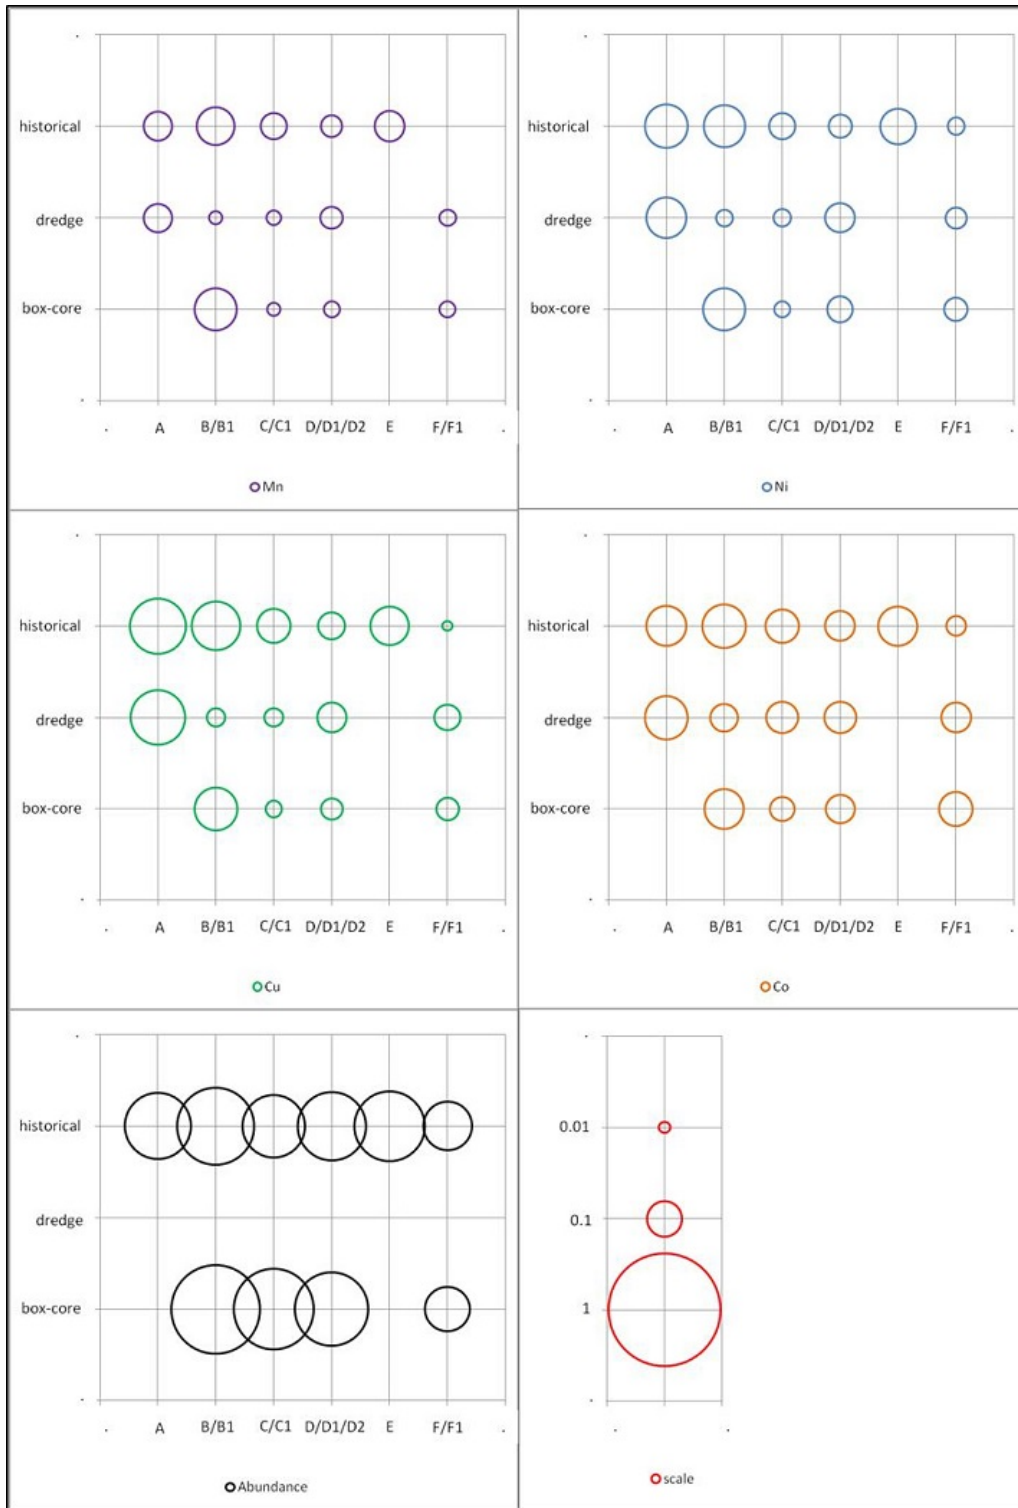 historical
dredge
box-core
A B/B1 C/C1 D/D1/D2 E F/F1
Mn
historical
dredge
box-core
A B/B1 C/C1 D/D1/D2 E F/F1
Ni
historical
dredge
box-core
A B/B1 C/C1 D/D1/D2 E F/F1
Cu
historical
dredge
box-core
A B/B1 C/C1 D/D1/D2 E F/F1
Co
historical
dredge
box-core
A B/B1 C/C1 D/D1/D2 E F/F1
Abundance
0.01
0.1
1
scale